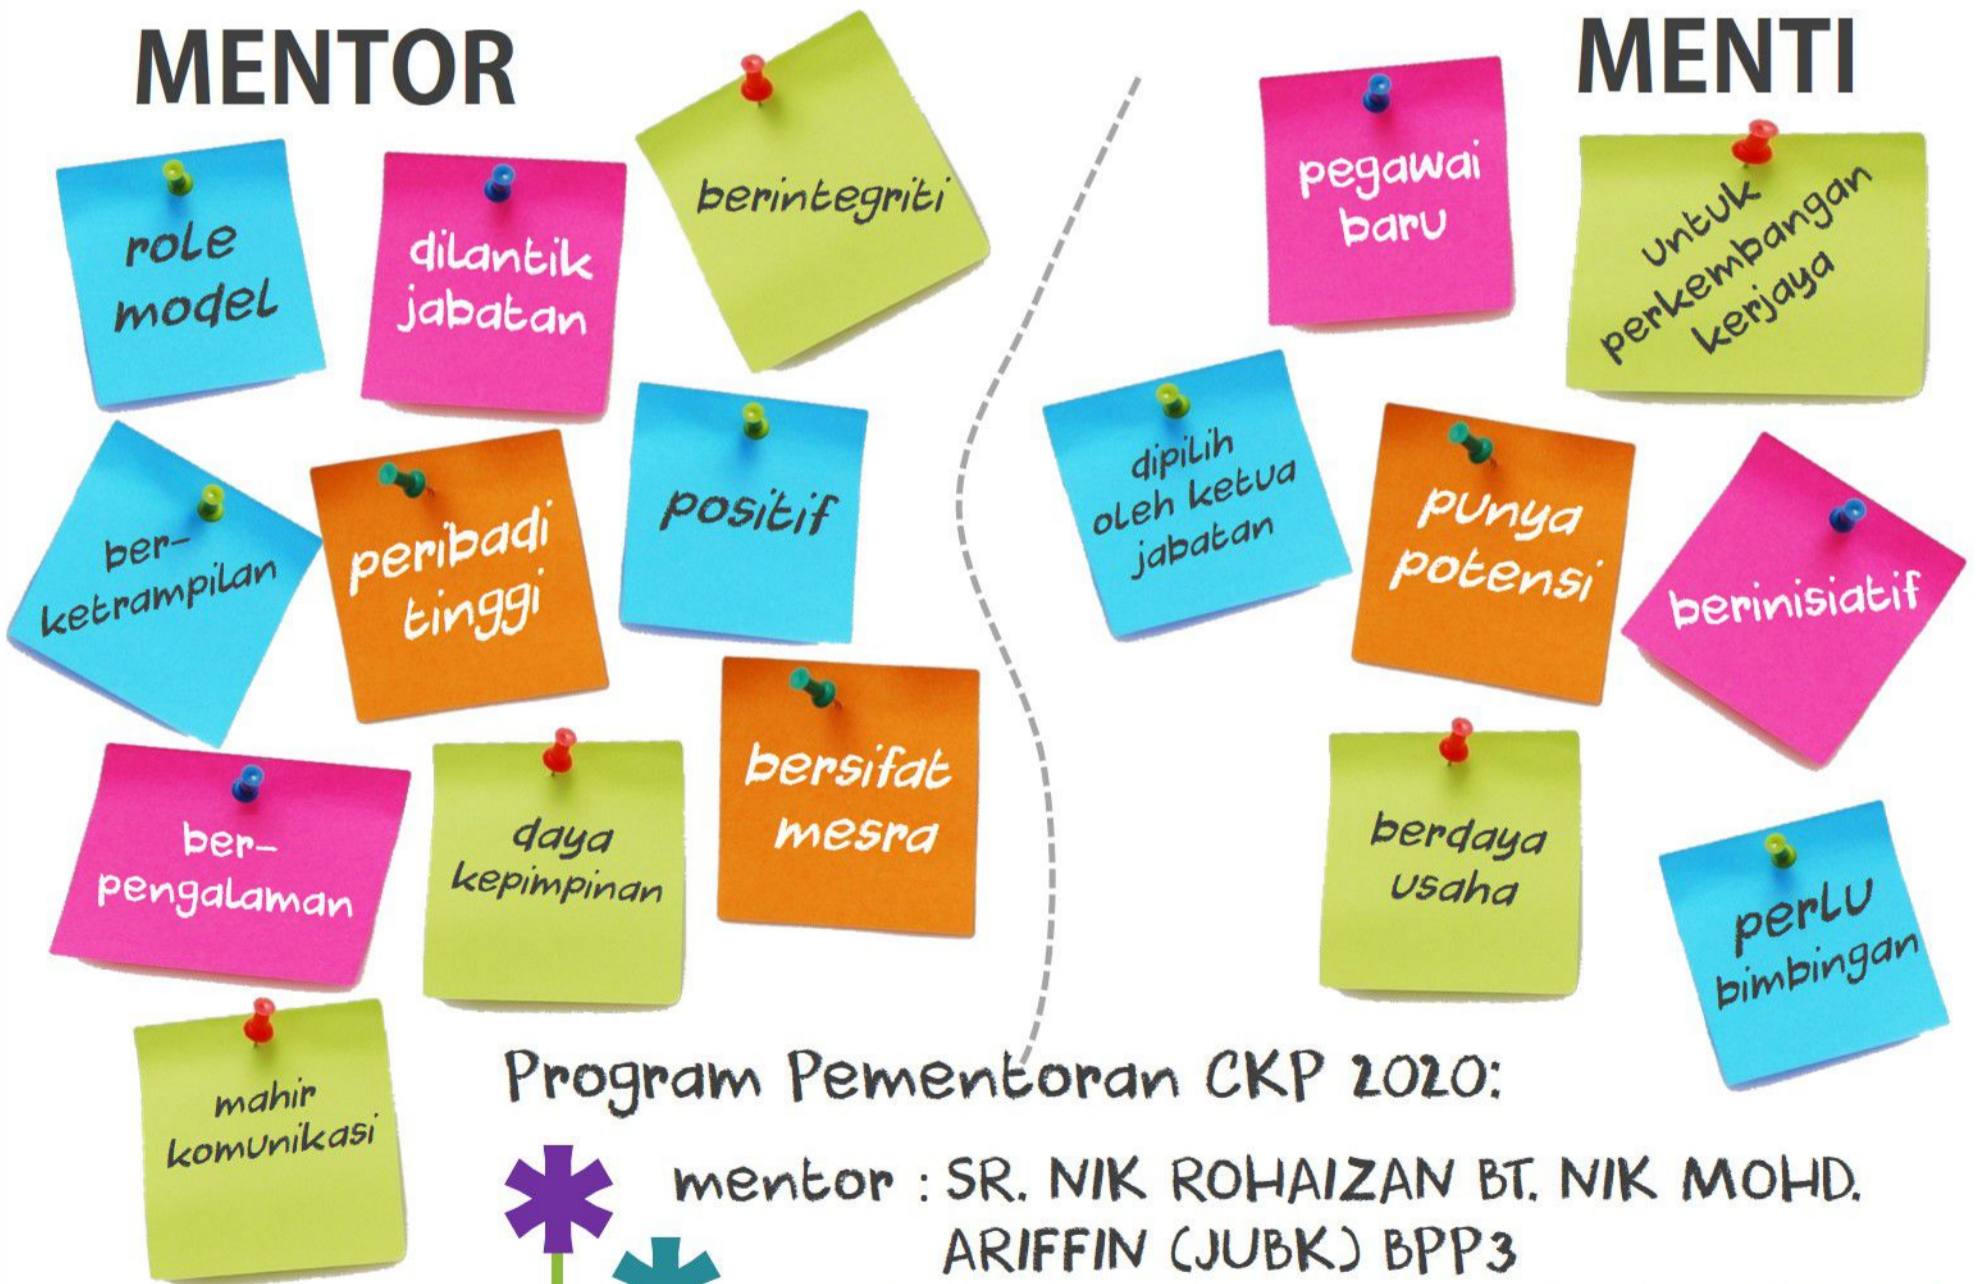 MENTOR
role
model
dilantik
jabatan
berintegriti
ber-
ketrampilan
peribadi
tinggi
positif
ber-
pengalaman
daya
kepimpinan
bersifat
mesra
mahir
komunikasi
MENTI
pegawai
baru
untuk
perkembangan
kerjaya
dipilih
oleh ketua
jabatan
punya
potensi
berinisiatif
berdaya
usaha
perlu
bimbingan
Program Pementoran CKP 2020:
mentor : SR. NIK ROHAIZAN BT. NIK MOHD.
ARIFFIN (JUBK) BPP3